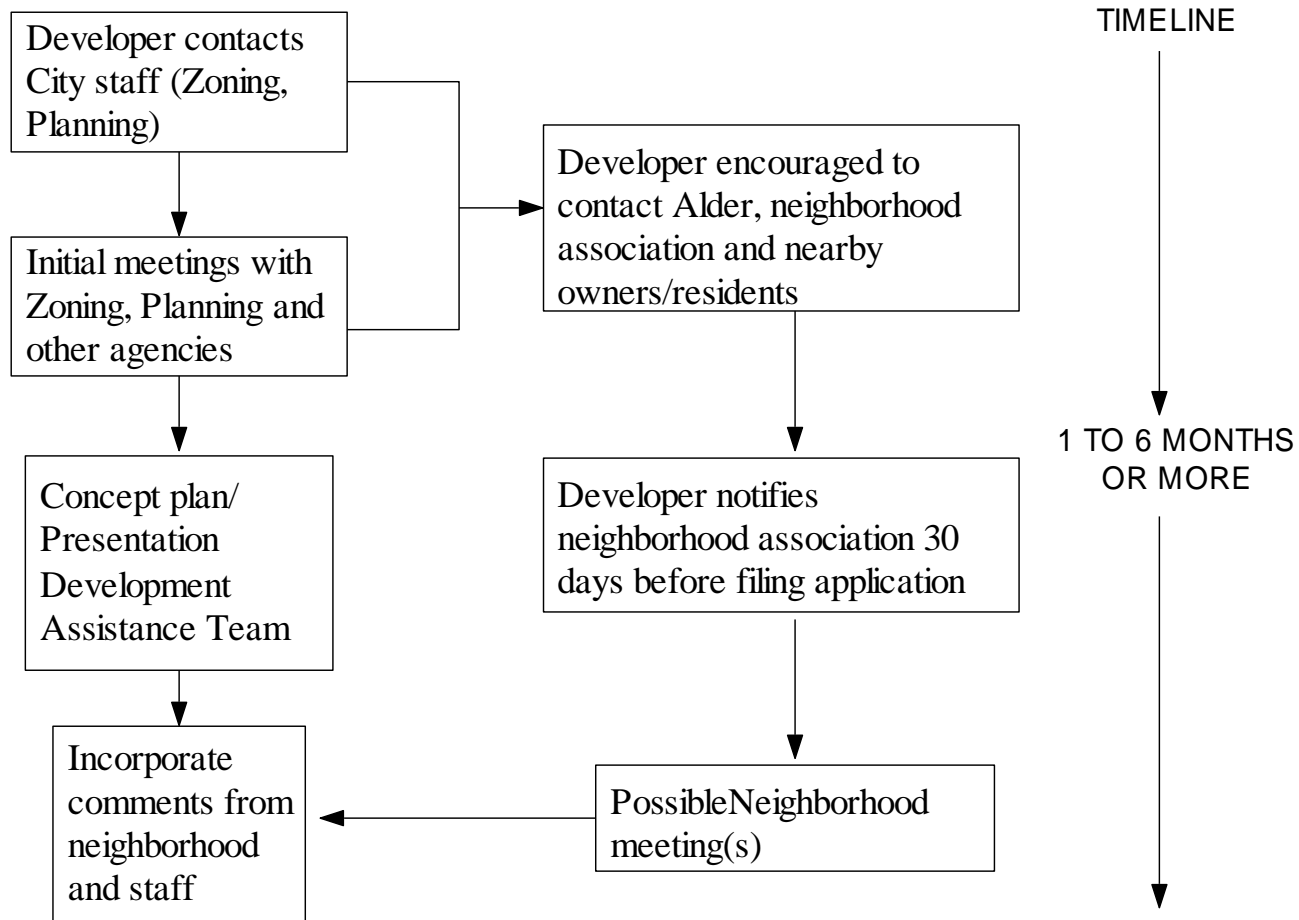 Developer contacts
City staff (Zoning,
Planning)
Initial meetings with
Zoning, Planning and
other agencies
Concept plan/
Presentation
Development
Assistance Team
Incorporate
comments from
neighborhood
and staff
Developer encouraged to
contact Alder, neighborhood
association and nearby
owners/residents
Developer notifies
neighborhood association 30
days before filing application
PossibleNeighborhood
meeting(s)
TIMELINE
1 TO 6 MONTHS
OR MORE